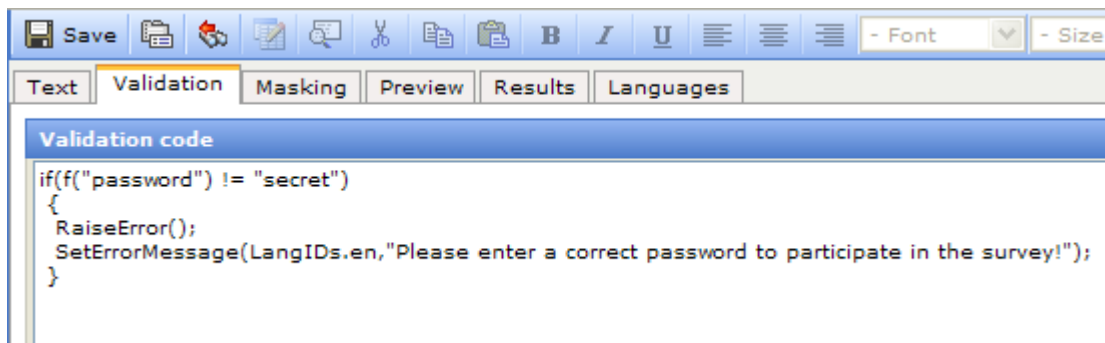 Save B I U - Font - Size
Text Validation Masking Preview Results Languages
Validation code
if(f("password") != "secret")
{
RaiseError();
SetErrorMessage(LangIDs.en,"Please enter a correct password to participate in the survey!");
}